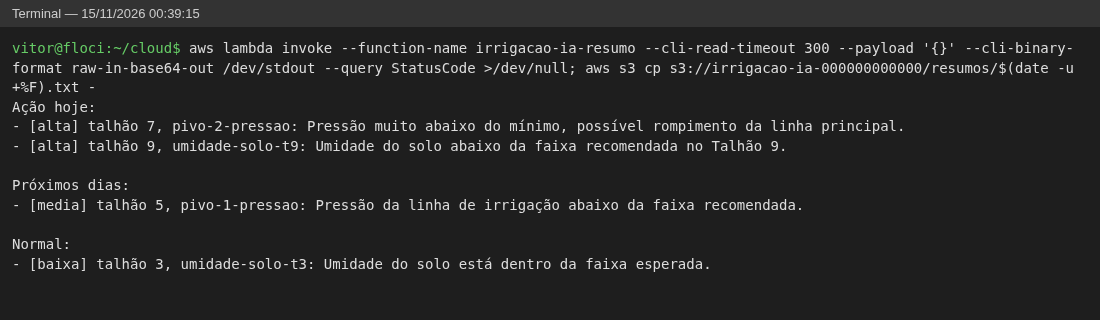 Terminal — 15/11/2026 00:39:15
vitor@floci:~/cloud$ aws lambda invoke --function-name irrigacao-ia-resumo --cli-read-timeout 300 --payload '{}' --cli-binary-
format raw-in-base64-out /dev/stdout --query StatusCode >/dev/null; aws s3 cp s3://irrigacao-ia-000000000000/resumos/$(date -u
+%F).txt -
Ação hoje:
- [alta] talhão 7, pivo-2-pressao: Pressão muito abaixo do mínimo, possível rompimento da linha principal.
- [alta] talhão 9, umidade-solo-t9: Umidade do solo abaixo da faixa recomendada no Talhão 9.
Próximos dias:
- [media] talhão 5, pivo-1-pressao: Pressão da linha de irrigação abaixo da faixa recomendada.
Normal:
- [baixa] talhão 3, umidade-solo-t3: Umidade do solo está dentro da faixa esperada.